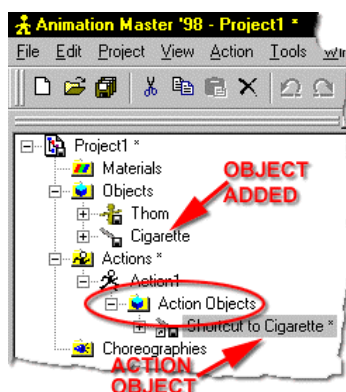 Animation Master '98 - Project1 *
File Edit Project View Action Tools
Project1 *
Materials
OBJECT
ADDED
Objects
Thom
Cigarette
Actions *
Action1
Action Objects
Shortcut to Cigarette *
Choreographies
ACTION
OBJECT